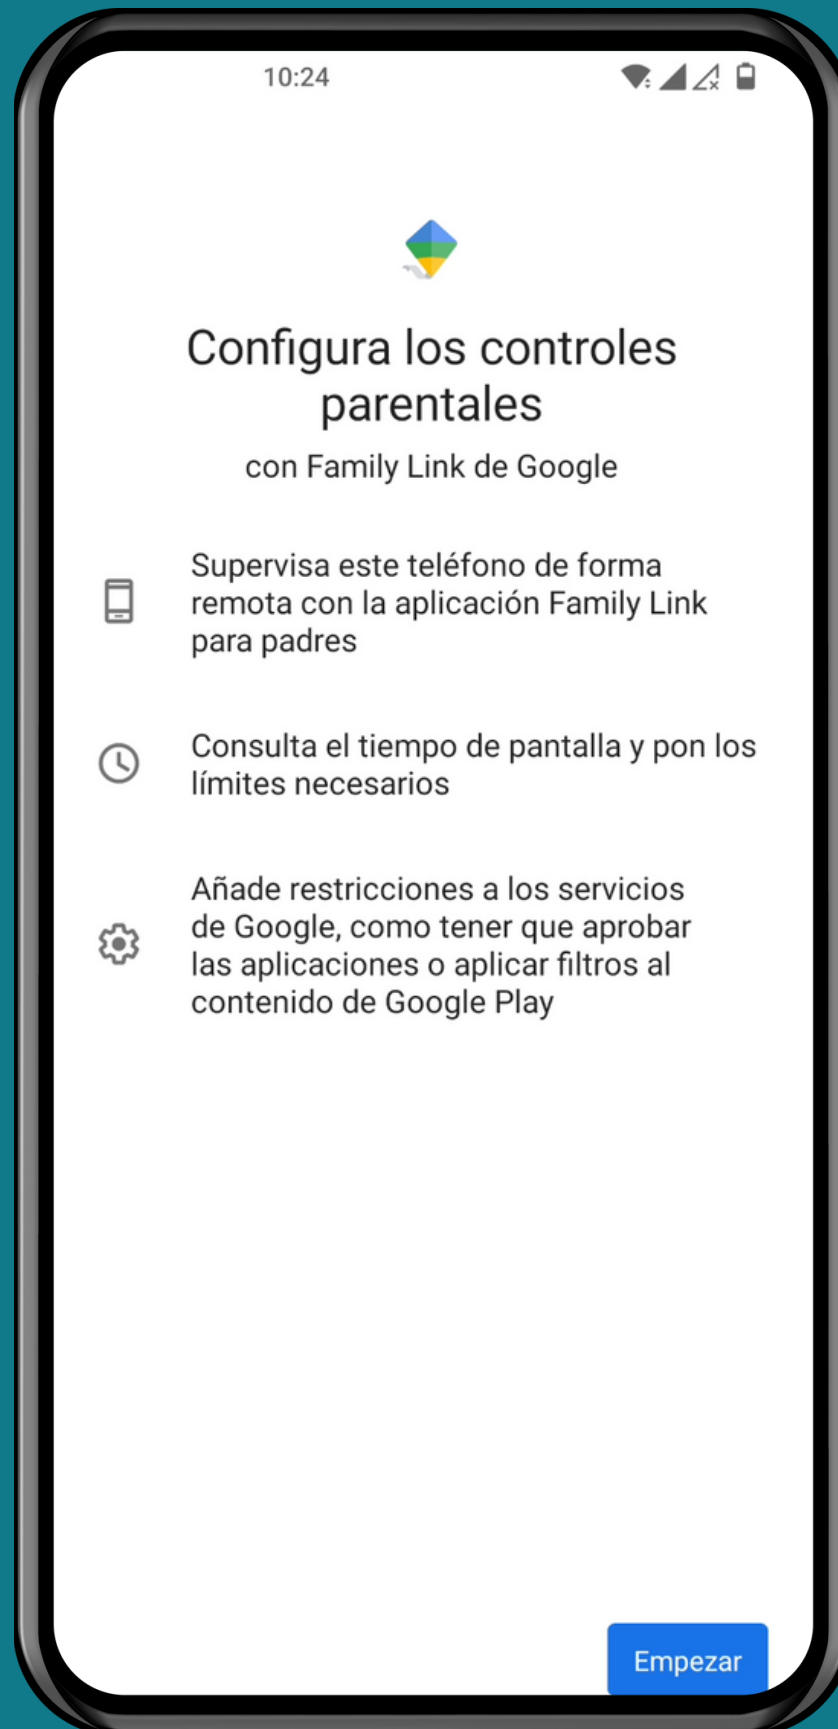 10:24
Configura los controles
parentales
con Family Link de Google
Supervisa este teléfono de forma
remota con la aplicación Family Link
para padres
Consulta el tiempo de pantalla y pon los
límites necesarios
Añade restricciones a los servicios
de Google, como tener que aprobar
las aplicaciones o aplicar filtros al
contenido de Google Play
Empezar